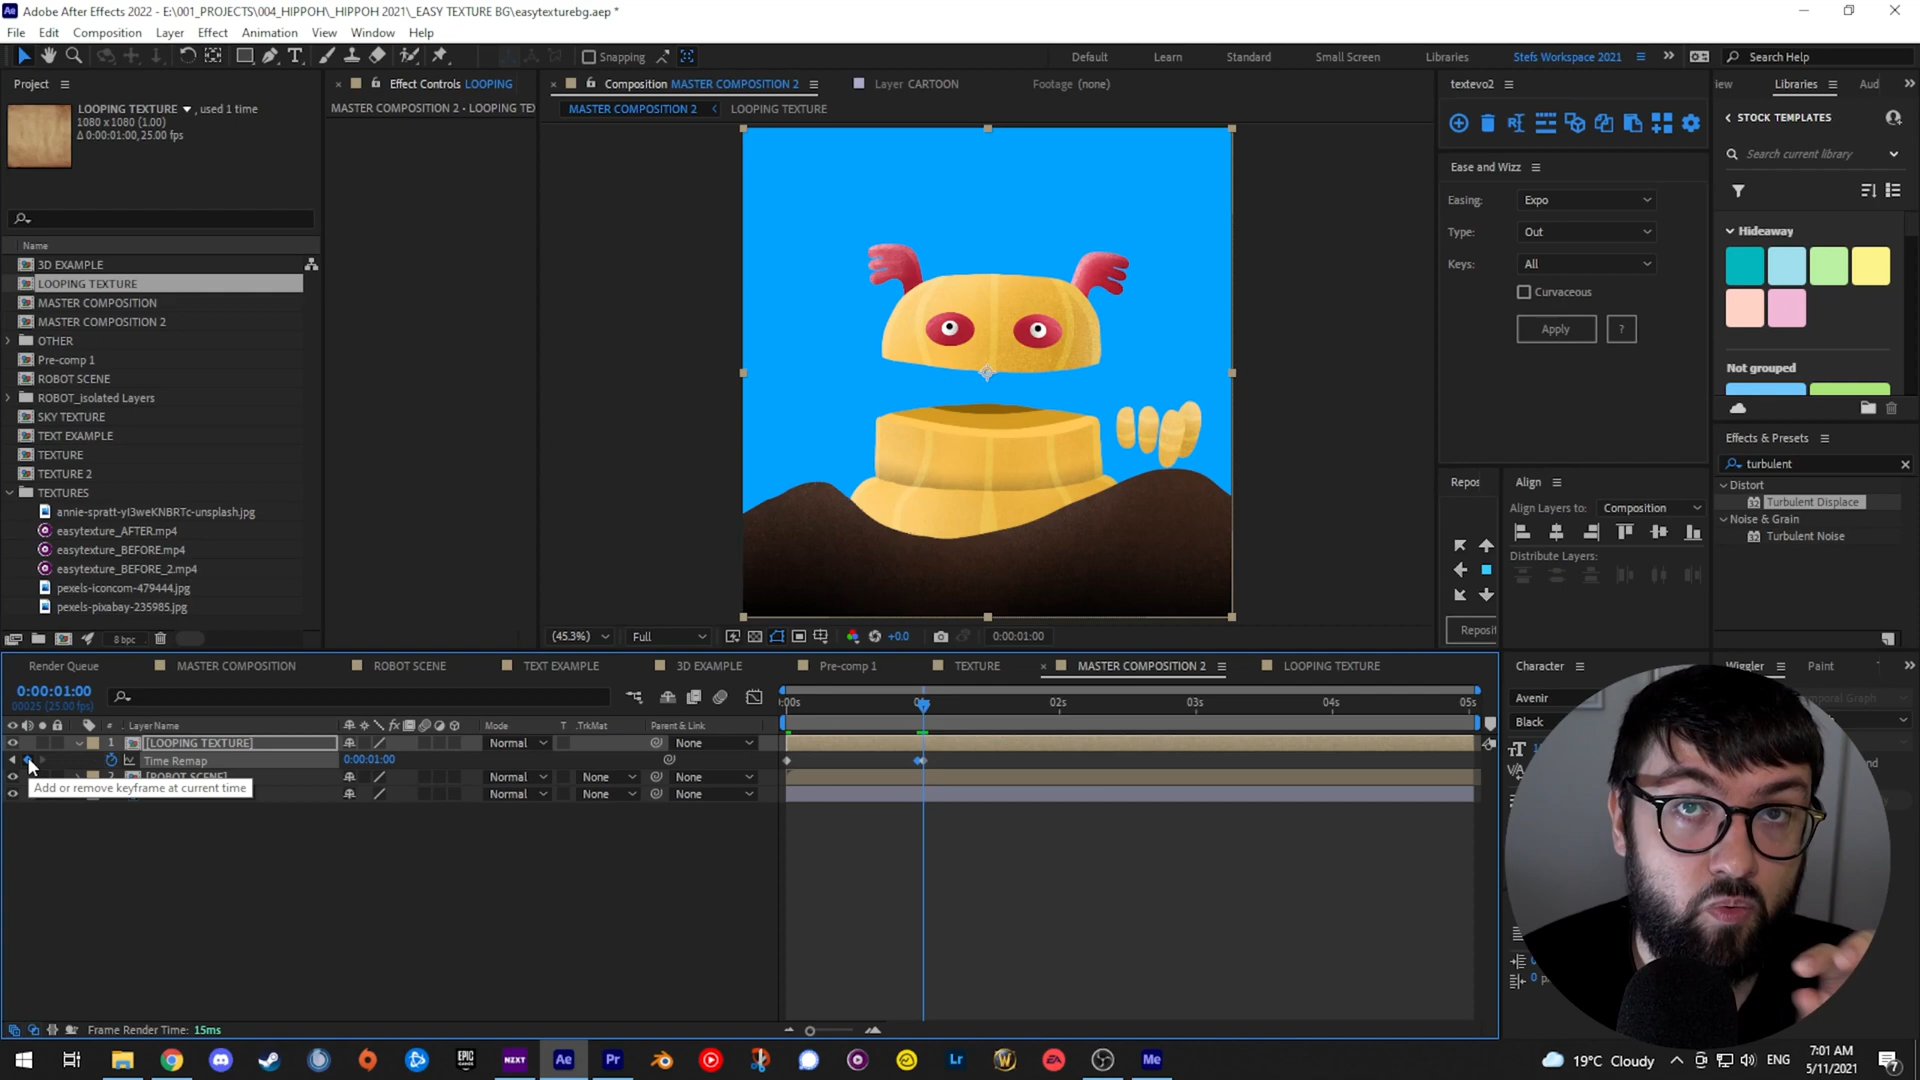 Adobe After Effects 2022 - E:\001_PROJECTS\004_HIPPOH\_HIPPOH 2021\_EASY TEXTURE BG\easytexturebg.aep *
File Edit Composition Layer Effect Animation View Window Help
Snapping
Default Learn Standard Small Screen Libraries Stefs Workspace 2021 Search Help
Project
LOOPING TEXTURE , used 1 time
1080 x 1080 (1.00)
Δ 0:00:01:00, 25.00 fps
Name
3D EXAMPLE
LOOPING TEXTURE
MASTER COMPOSITION
MASTER COMPOSITION 2
OTHER
Pre-comp 1
ROBOT SCENE
ROBOT_isolated Layers
SKY TEXTURE
TEXT EXAMPLE
TEXTURE
TEXTURE 2
TEXTURES
annie-spratt-yI3weKNBRTc-unsplash.jpg
easytexture_AFTER.mp4
easytexture_BEFORE.mp4
easytexture_BEFORE_2.mp4
pexels-iconcom-479444.jpg
pexels-pixabay-235985.jpg
8 bpc
Effect Controls LOOPING
MASTER COMPOSITION 2 • LOOPING TE
Composition MASTER COMPOSITION 2
Layer CARTOON
Footage (none)
MASTER COMPOSITION 2 LOOPING TEXTURE
(45.3%) Full +0.0 0:00:01:00
textevo2
Ease and Wizz
Easing: Expo
Type: Out
Keys: All
Curvaceous
Apply ?
Repos
Reposit
Align
Align Layers to: Composition
Distribute Layers:
iew Libraries Aud
STOCK TEMPLATES
Search current library
Hideaway
Not grouped
Effects & Presets
turbulent
Distort
Turbulent Displace
Noise & Grain
Turbulent Noise
Render Queue MASTER COMPOSITION ROBOT SCENE TEXT EXAMPLE 3D EXAMPLE Pre-comp 1 TEXTURE MASTER COMPOSITION 2 LOOPING TEXTURE
0:00:01:00
00025 (25.00 fps)
# Layer Name Mode T .TrkMat Parent & Link
1 [LOOPING TEXTURE] Normal None
Time Remap 0:00:01:00
2 [ROBOT SCENE] Normal None None
Normal None None
Add or remove keyframe at current time
:00s 02s 03s 04s 05s
Frame Render Time: 15ms
Character
Avenir
Black
Wiggler Paint
mporal Graph
19°C Cloudy ENG
7:01 AM
5/11/2021